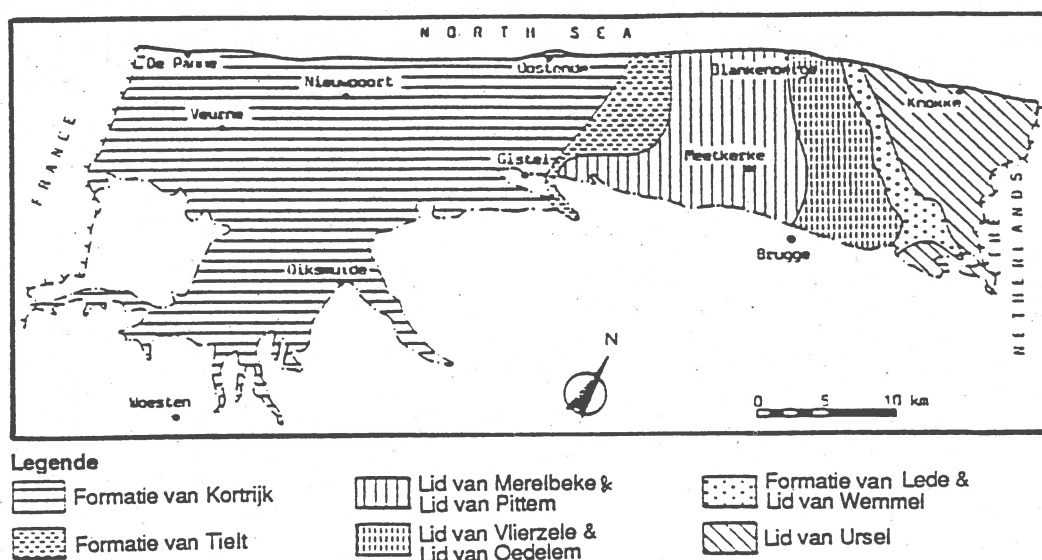 NORTH SEA
De Panne
Oostende
Blankenberge
Nieuwpoort
Knokke
Veurne
FRANCE
Gistel
Meetkerke
THE NETHERLANDS
Brugge
Diksmuide
N
Woesten
0 5 10 km
Legende
Formatie van Kortrijk
Lid van Merelbeke &
Lid van Pittem
Formatie van Lede &
Lid van Wemmel
Formatie van Tielt
Lid van Vlierzele &
Lid van Oedelem
Lid van Ursel